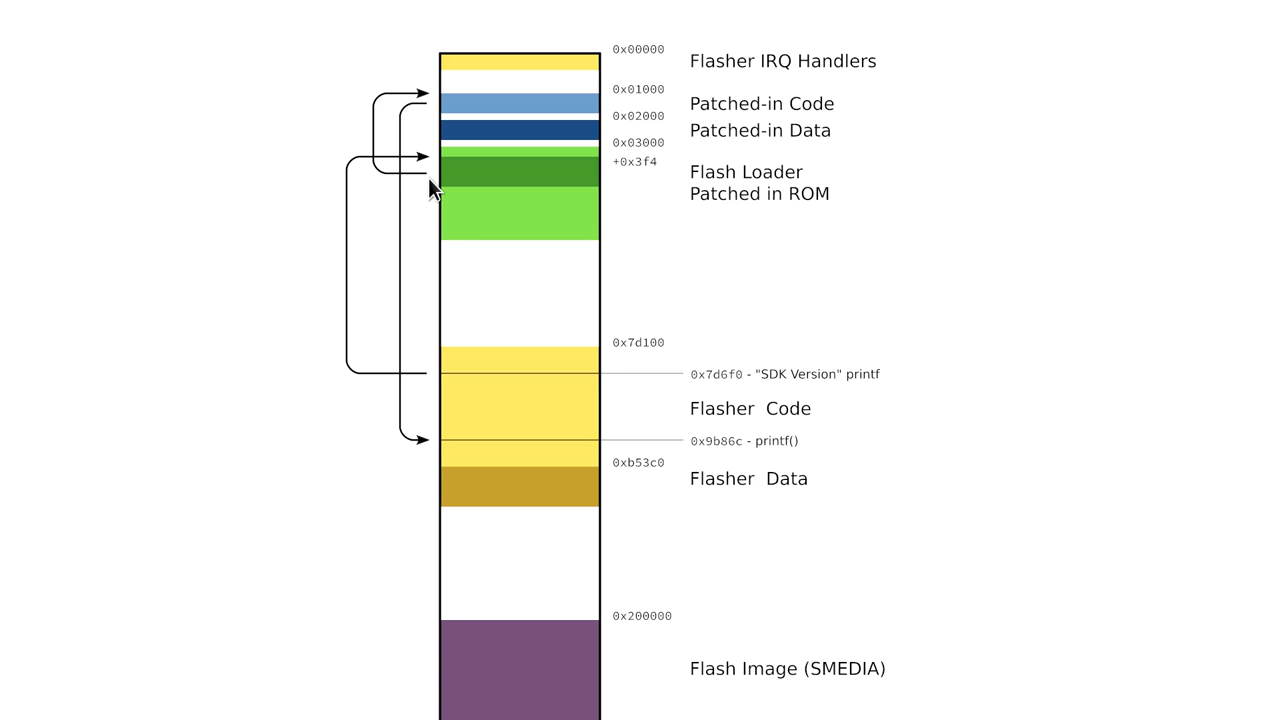 0x00000
Flasher IRQ Handlers
0x01000
Patched-in Code
0x02000
Patched-in Data
0x03000
+0x3f4
Flash Loader
Patched in ROM
0x7d100
0x7d6f0 - "SDK Version" printf
Flasher  Code
0x9b86c - printf()
0xb53c0
Flasher  Data
0x200000
Flash Image (SMEDIA)